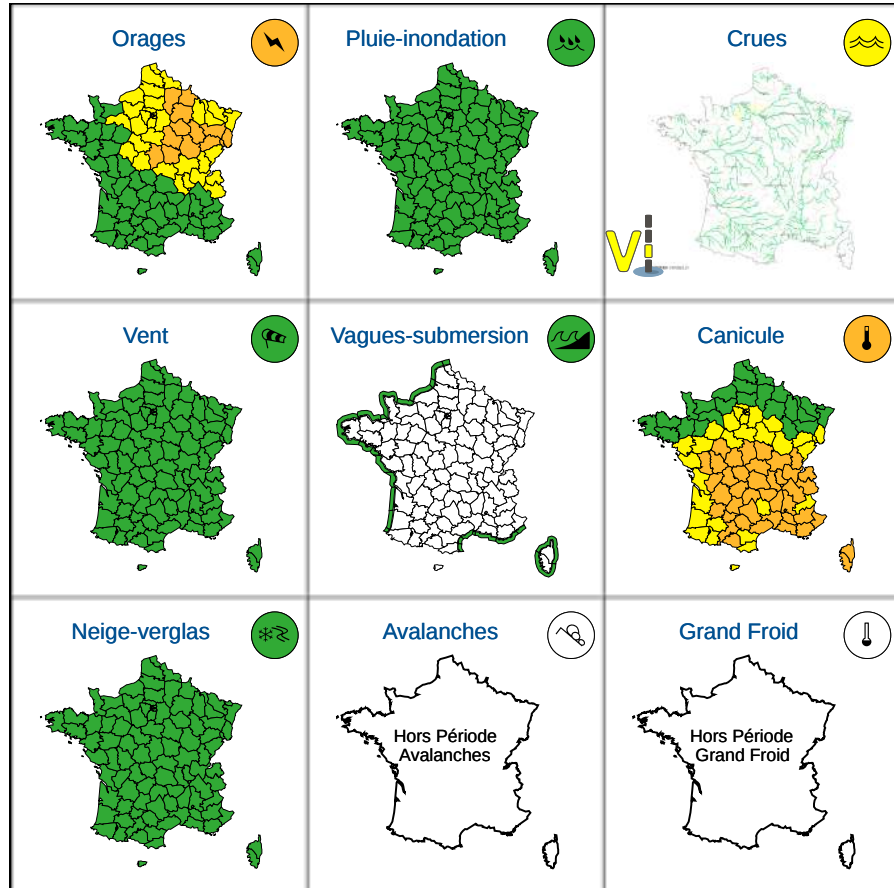 Orages
Pluie-inondation
Crues
Vi
Vent
Vagues-submersion
Canicule
Neige-verglas
Avalanches
Grand Froid
Hors Période
Avalanches
Hors Période
Grand Froid